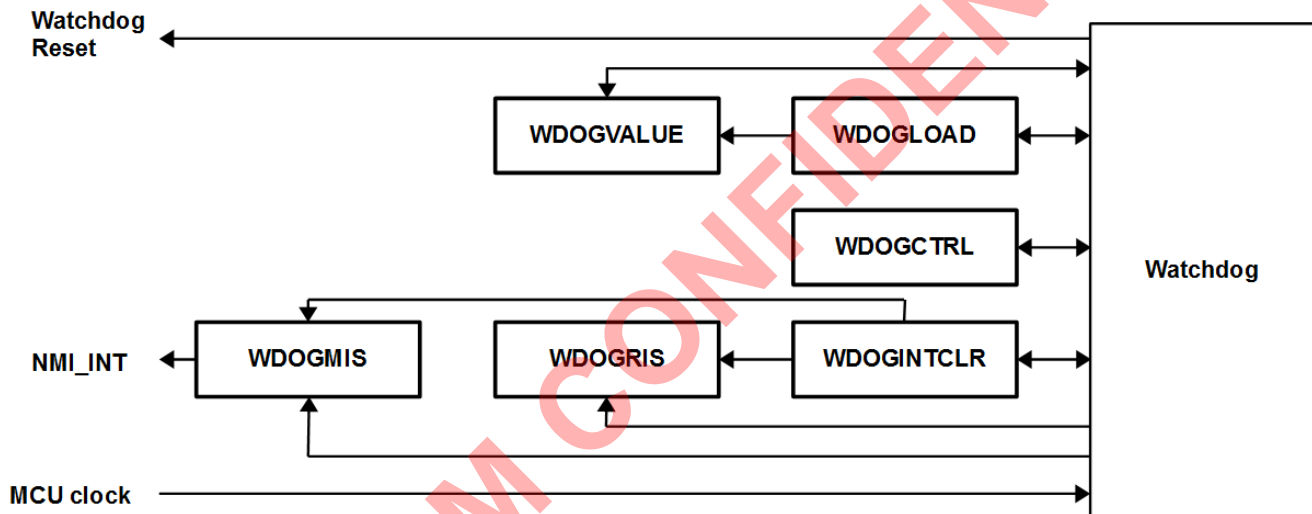 Watchdog
Reset
WDOGVALUE
WDOGLOAD
WDOGCTRL
Watchdog
NMI_INT
WDOGMIS
WDOGRIS
WDOGINTCLR
MCU clock
M CONFIDEN